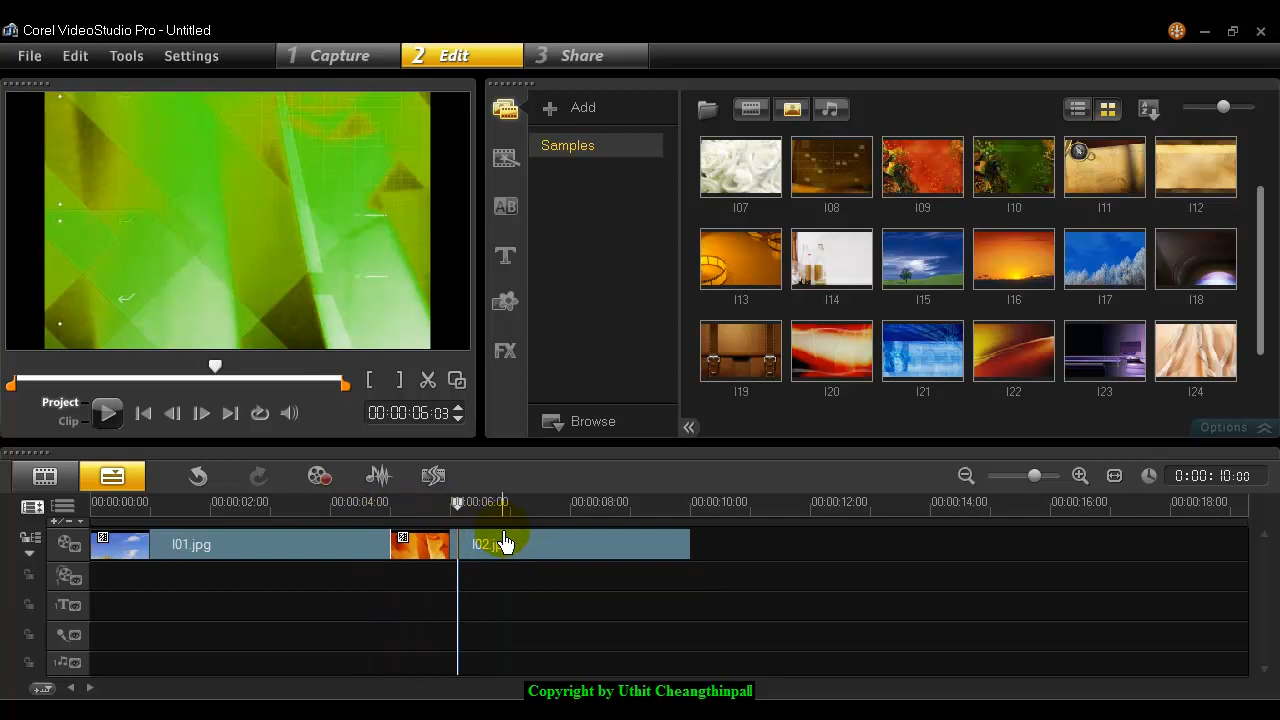 Corel VideoStudio Pro - Untitled
File Edit Tools Settings 1 Capture 2 Edit 3 Share
Add
Samples
I07 I08 I09 I10 I11 I12
I13 I14 I15 I16 I17 I18
I19 I20 I21 I22 I23 I24
Project
Clip
00:00:06:03
Browse
Options
0:00:10:00
00:00:00:00 00:00:02:00 00:00:04:00 00:00:06:00 00:00:08:00 00:00:10:00 00:00:12:00 00:00:14:00 00:00:16:00 00:00:18:00
I01.jpg I02.jpg
Copyright by Uthit Cheangthinpall